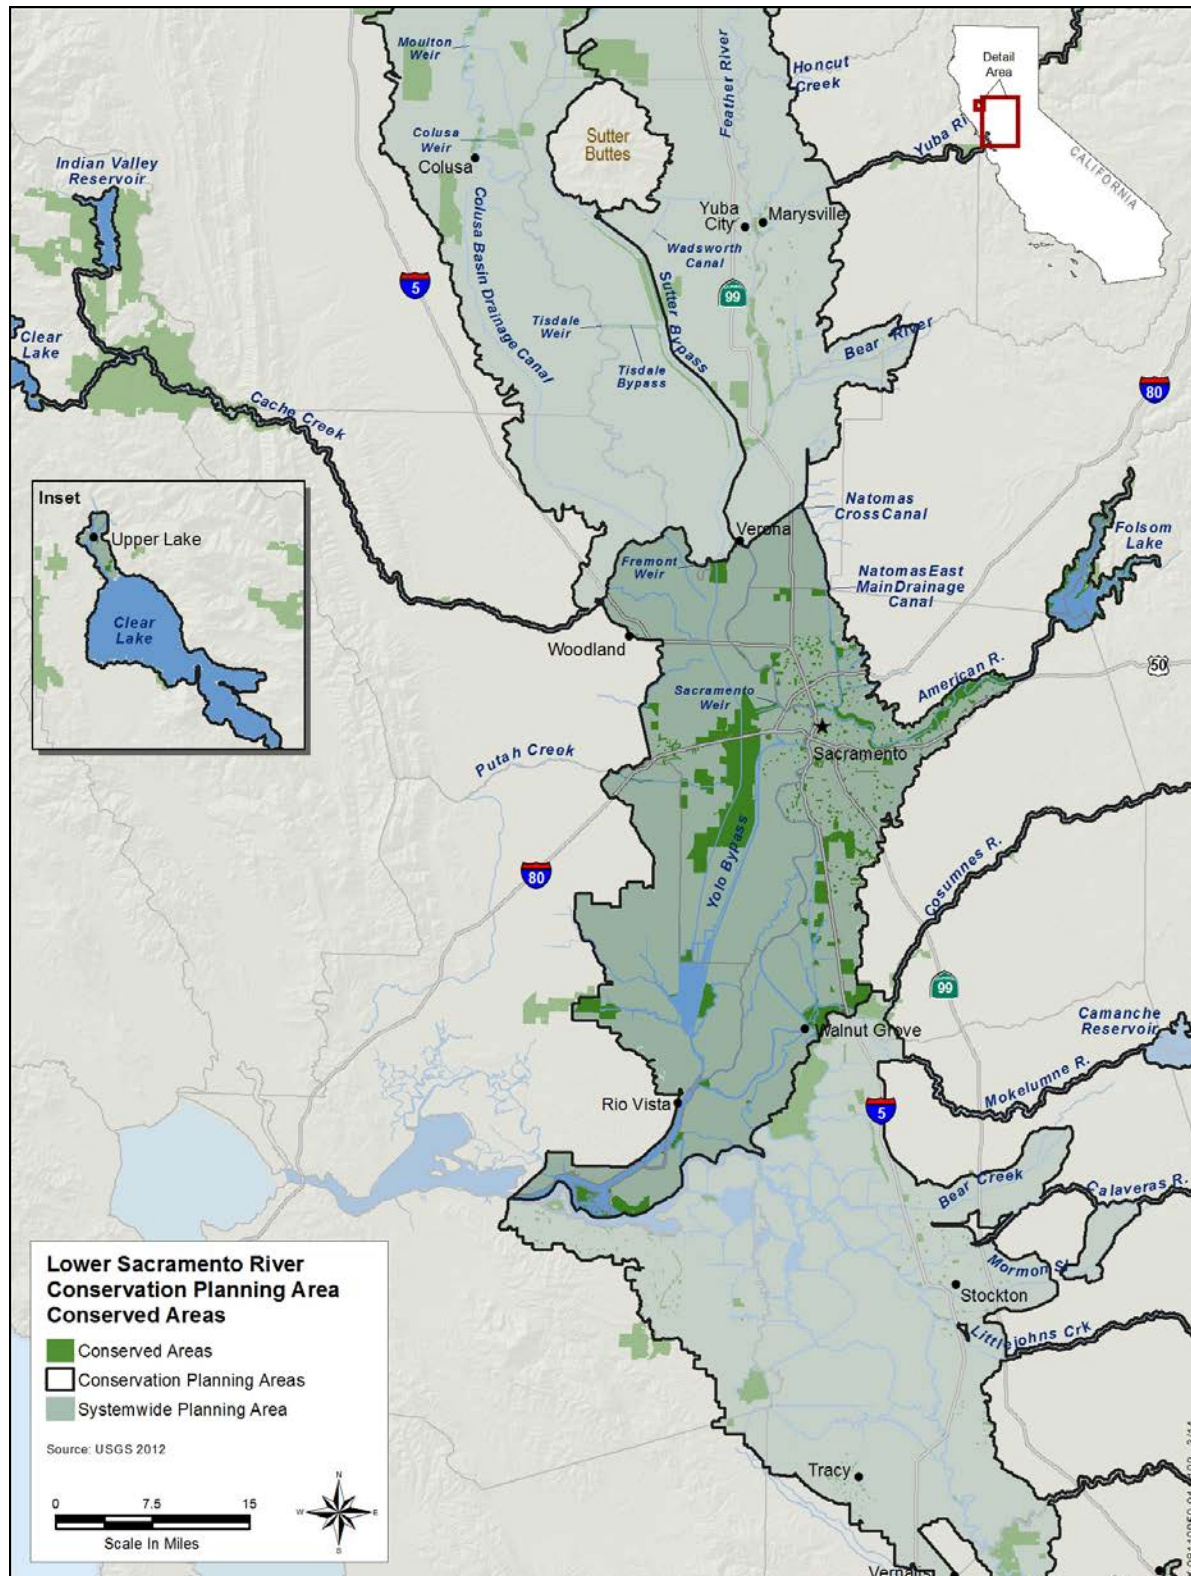 Moulton
Weir
Feather River
Honcut
Creek
Detail
Area
Yuba Ri
CALIFORNIA
Colusa
Weir
Colusa
Sutter
Buttes
Indian Valley
Reservoir
Colusa Basin Drainage Canal
Yuba
City
Marysville
Wadsworth
Canal
5
99
Sutter Bypass
Tisdale
Weir
Tisdale
Bypass
Bear River
Clear
Lake
80
Cache Creek
Inset
Upper Lake
Clear
Lake
Natomas
Cross Canal
Verona
Folsom
Lake
Fremont
Weir
Natomas East
Main Drainage
Canal
Woodland
50
American R.
Sacramento
Weir
Sacramento
Putah Creek
Yolo Bypass
80
Cosumnes R.
99
Camanche
Reservoir
Walnut Grove
Mokelumne R.
Rio Vista
5
Bear Creek
Calaveras R.
Mormon Sl.
Stockton
Littlejohns Crk
Lower Sacramento River
Conservation Planning Area
Conserved Areas
Conserved Areas
Conservation Planning Areas
Systemwide Planning Area
Source: USGS 2012
N
W
E
S
0 7.5 15
Scale In Miles
Tracy